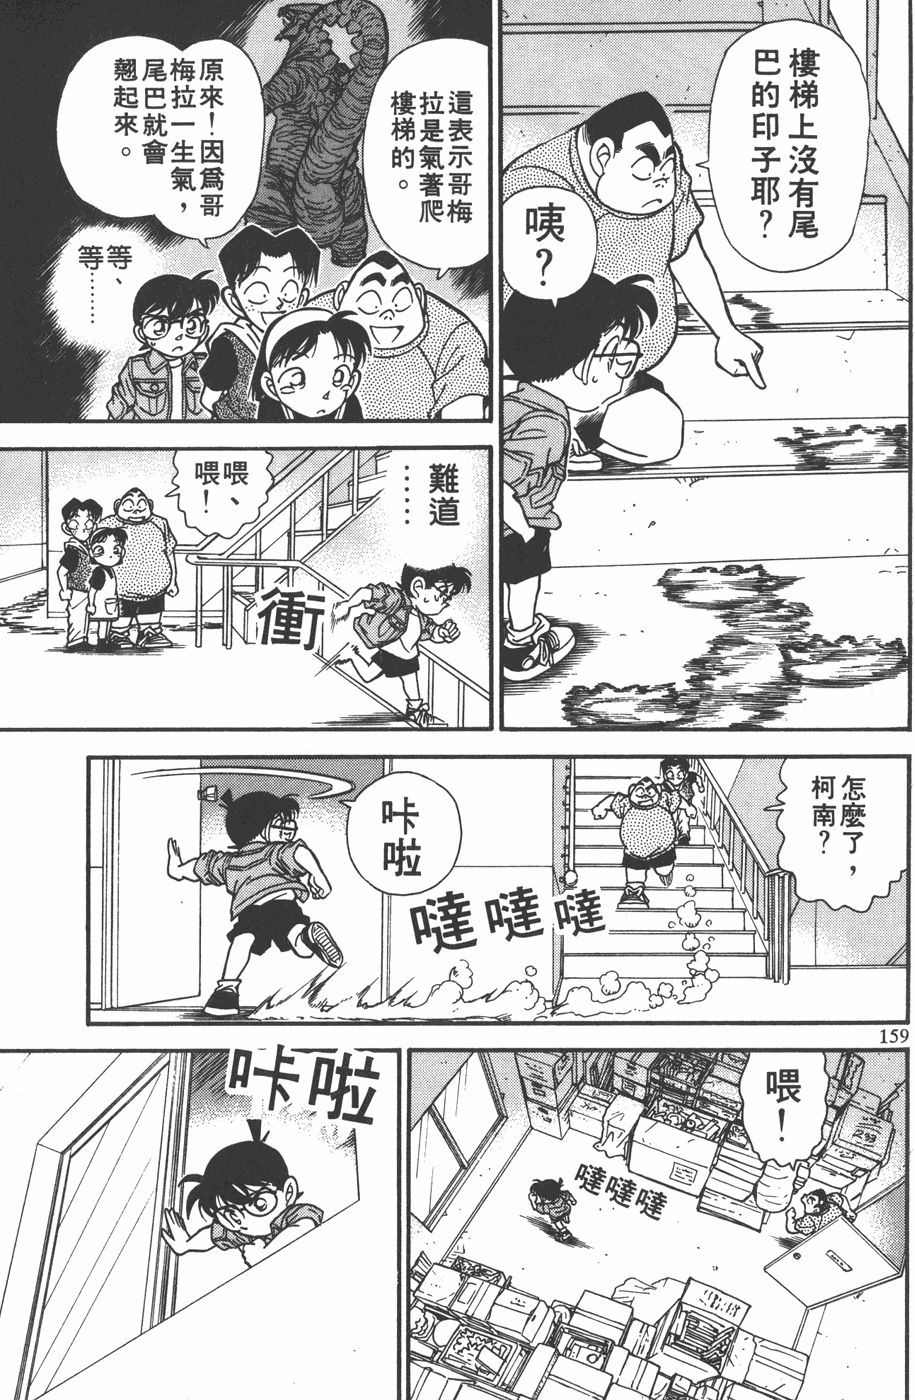 樓梯上沒有尾
巴的印子耶？
咦？
這表示哥梅
拉是氣著爬
樓梯的。
原來！因為哥
梅拉一生氣，
尾巴就會
翹起來。
等、
等……
難道
……
衝
喂、
喂！
怎麼了，
柯南？
噠噠噠
咔
啦
159
喂！
噠噠噠
咔啦